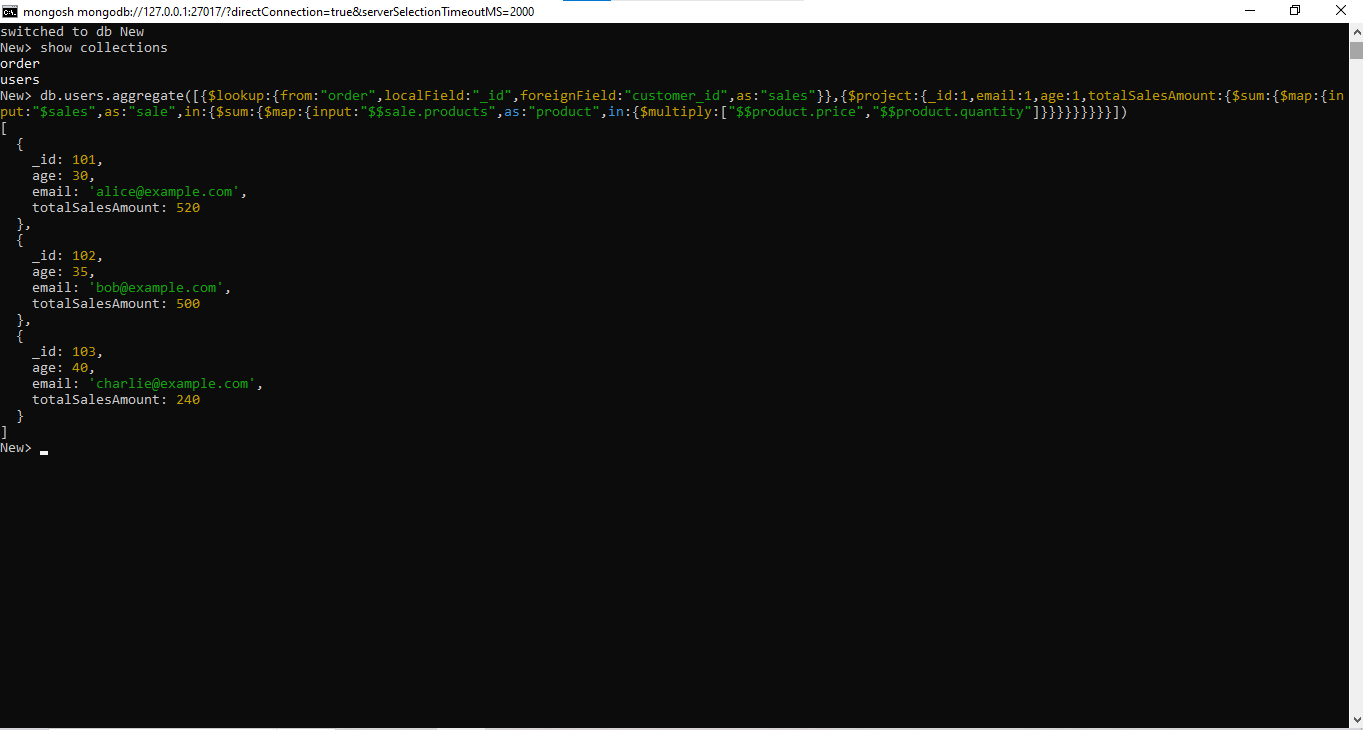 mongosh mongodb://127.0.0.1:27017/?directConnection=true&serverSelectionTimeoutMS=2000
switched to db New
New> show collections
order
users
New> db.users.aggregate([{$lookup:{from:"order",localField:"_id",foreignField:"customer_id",as:"sales"}},{$project:{_id:1,email:1,age:1,totalSalesAmount:{$sum:{$map:{in
put:"$sales",as:"sale",in:{$sum:{$map:{input:"$$sale.products",as:"product",in:{$multiply:["$$product.price","$$product.quantity"]}}}}}}}}}])
[
  {
    _id: 101,
    age: 30,
    email: 'alice@example.com',
    totalSalesAmount: 520
  },
  {
    _id: 102,
    age: 35,
    email: 'bob@example.com',
    totalSalesAmount: 500
  },
  {
    _id: 103,
    age: 40,
    email: 'charlie@example.com',
    totalSalesAmount: 240
  }
]
New>